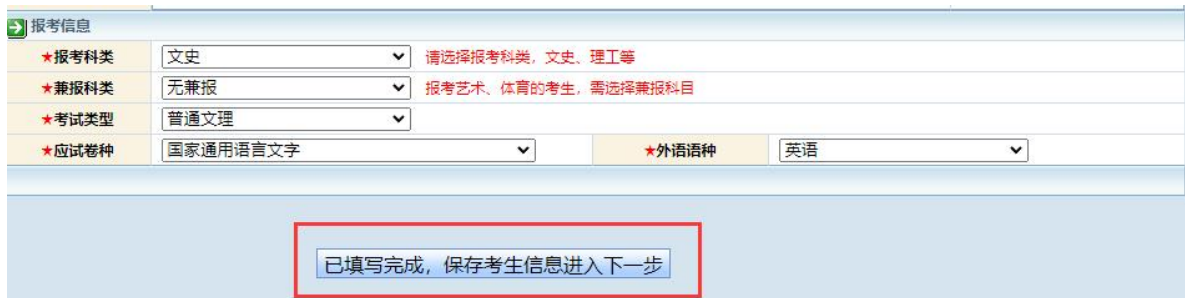 报考信息
★报考科类 文史 请选择报考科类，文史、理工等
★兼报科类 无兼报 报考艺术、体育的考生，需选择兼报科目
★考试类型 普通文理
★应试卷种 国家通用语言文字 ★外语语种 英语
已填写完成，保存考生信息进入下一步